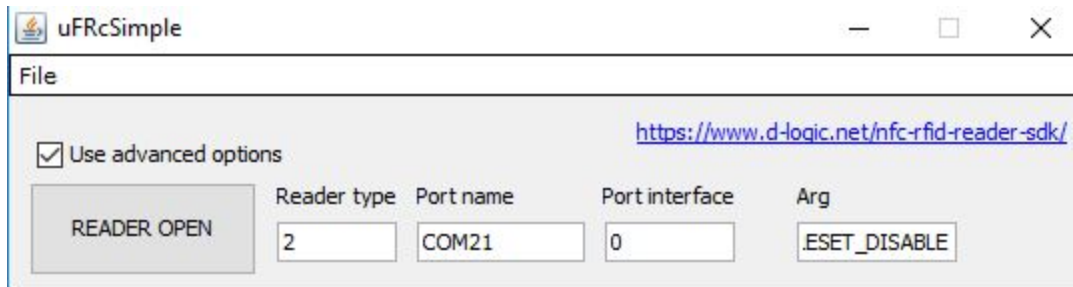 uFRcSimple
File
https://www.d-logic.net/nfc-rfid-reader-sdk/
Use advanced options
Reader type Port name Port interface Arg
READER OPEN 2 COM21 0 .ESET_DISABLE